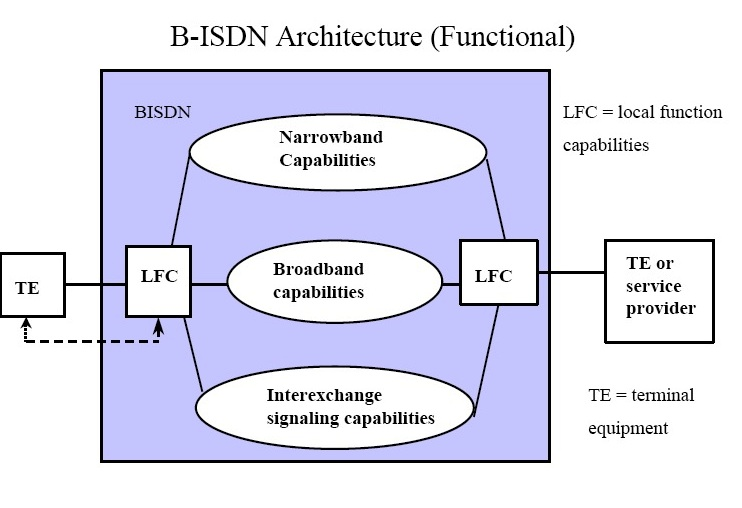 B-ISDN Architecture (Functional)
BISDN
LFC = local function
capabilities
Narrowband
Capabilities
TE
LFC
Broadband
capabilities
LFC
TE or
service
provider
Interexchange
signaling capabilities
TE = terminal
equipment